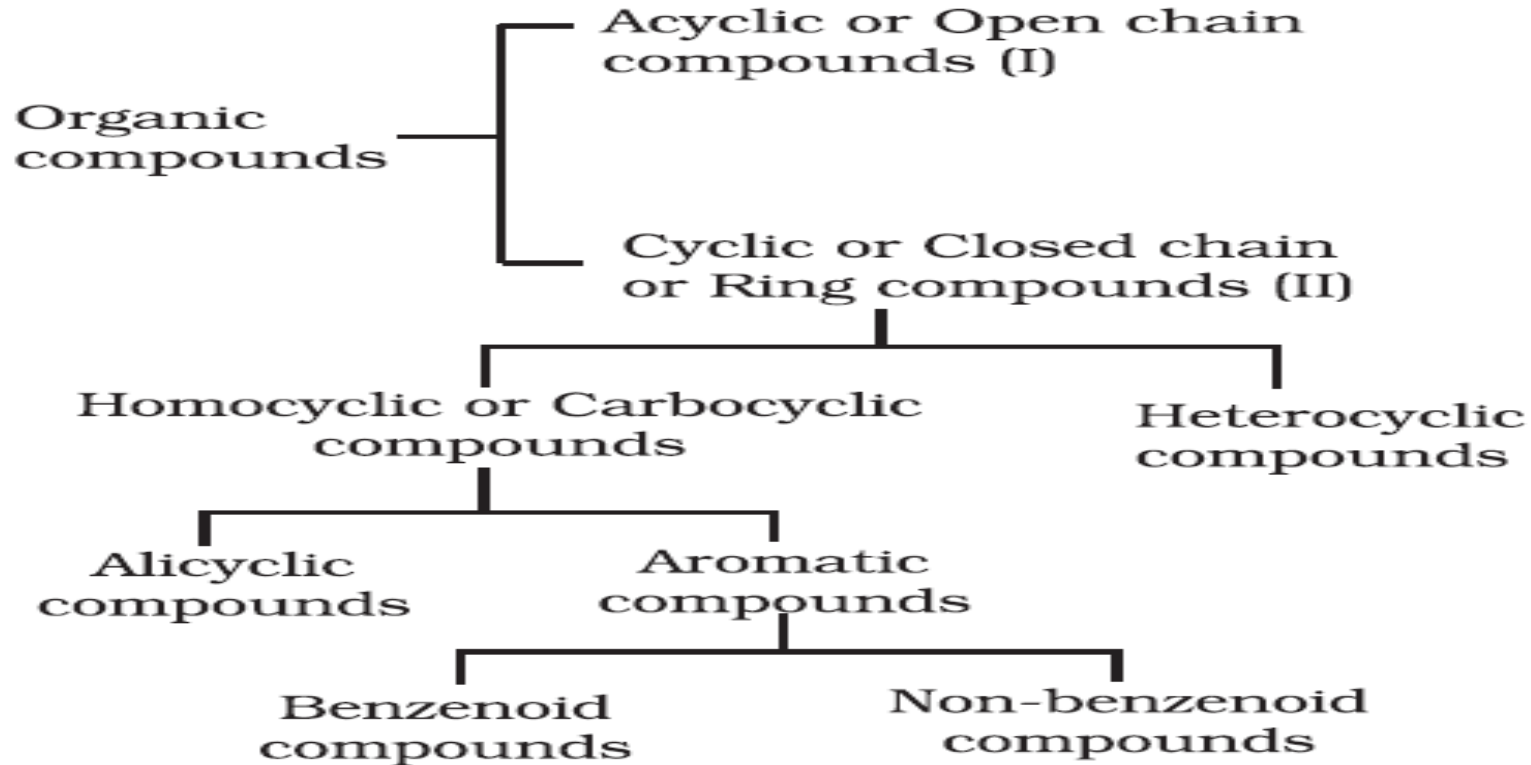 Acyclic or Open chain
compounds (I)
Organic
compounds
Cyclic or Closed chain
or Ring compounds (II)
Homocyclic or Carbocyclic
compounds
Heterocyclic
compounds
Alicyclic
compounds
Aromatic
compounds
Benzenoid
compounds
Non-benzenoid
compounds